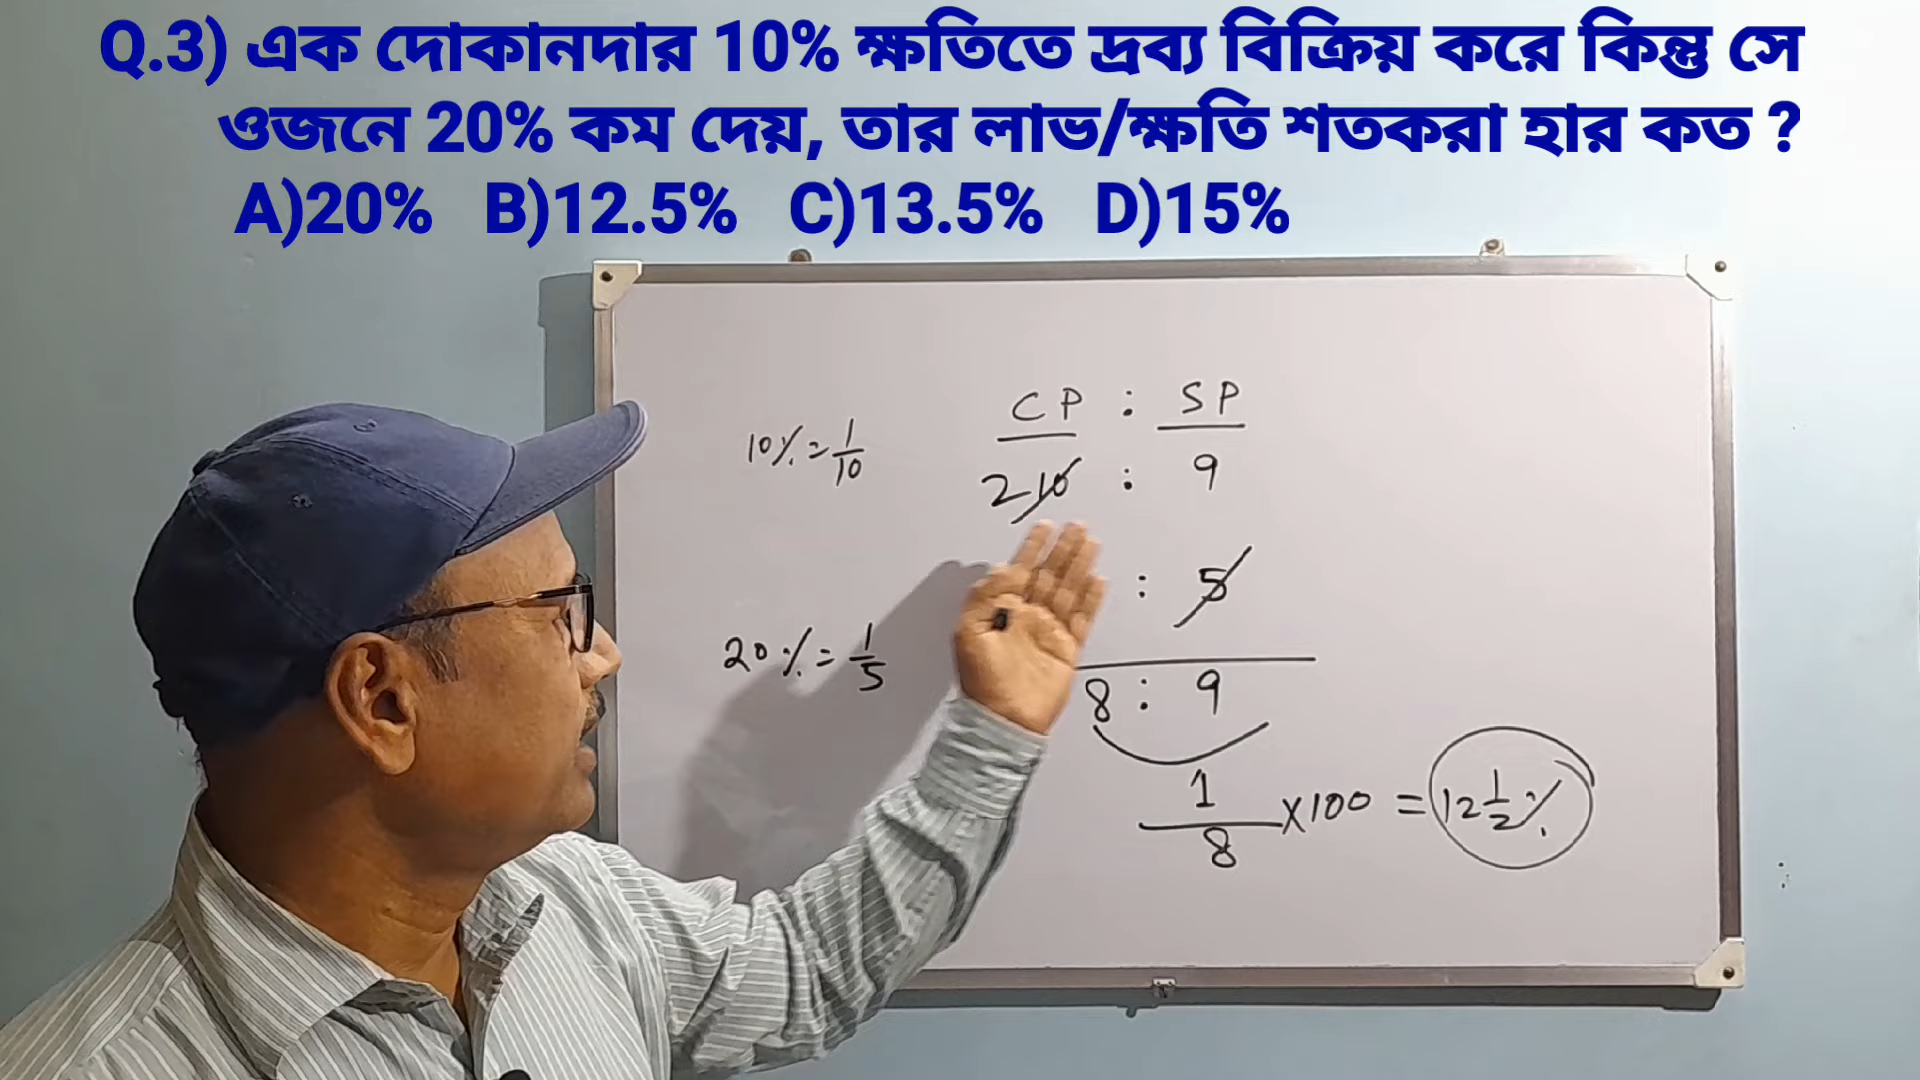 Q.3) এক দোকানদার 10% ক্ষতিতে দ্রব্য বিক্রিয় করে কিন্তু সে
ওজনে 20% কম দেয়, তার লাভ/ক্ষতি শতকরা হার কত ?
A)20% B)12.5% C)13.5% D)15%
CP : SP
10% = 1/10
2 10 : 9
: 5
20% = 1/5
8 : 9
1/8 x100 = 12 1/2 %